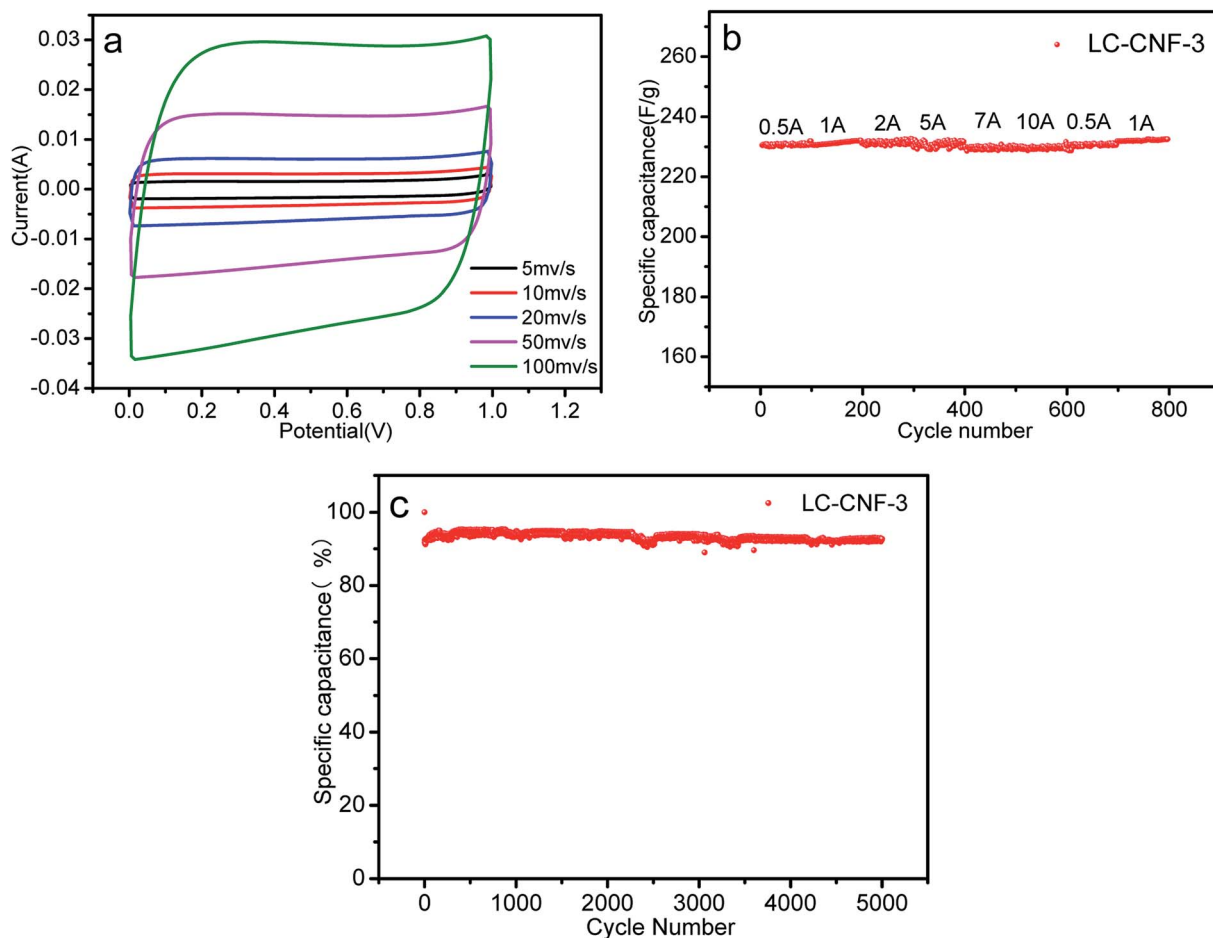 a
0.03
0.02
0.01
0.00
-0.01
-0.02
-0.03
-0.04
Current(A)
5mv/s
10mv/s
20mv/s
50mv/s
100mv/s
0.0 0.2 0.4 0.6 0.8 1.0 1.2
Potential(V)
b
LC-CNF-3
260
240
220
200
180
160
Specific capacitance(F/g)
0.5A 1A 2A 5A 7A 10A 0.5A 1A
0 200 400 600 800
Cycle number
c
LC-CNF-3
100
80
60
40
20
0
Specific capacitance( %)
0 1000 2000 3000 4000 5000
Cycle Number